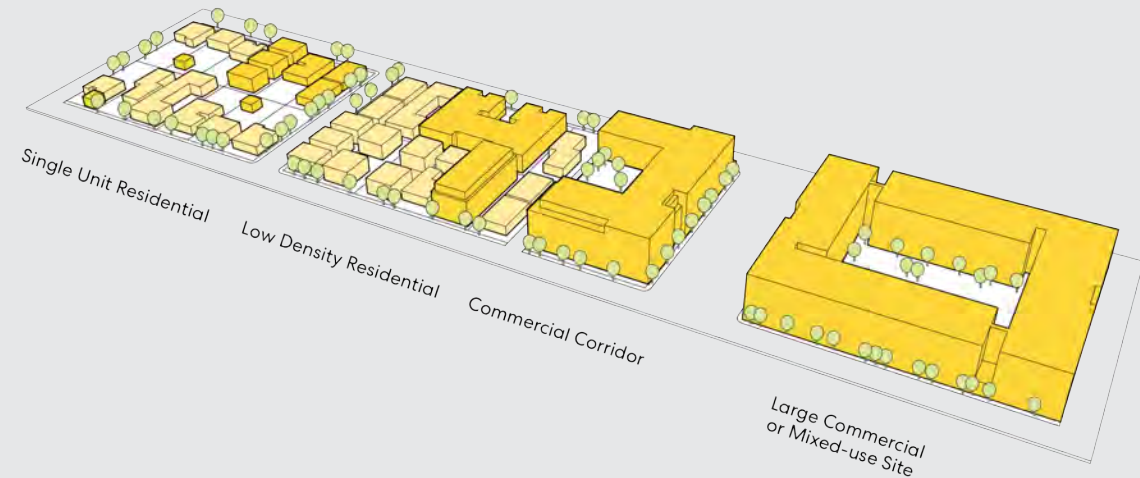 Single Unit Residential
Low Density Residential
Commercial Corridor
Large Commercial
or Mixed-use Site